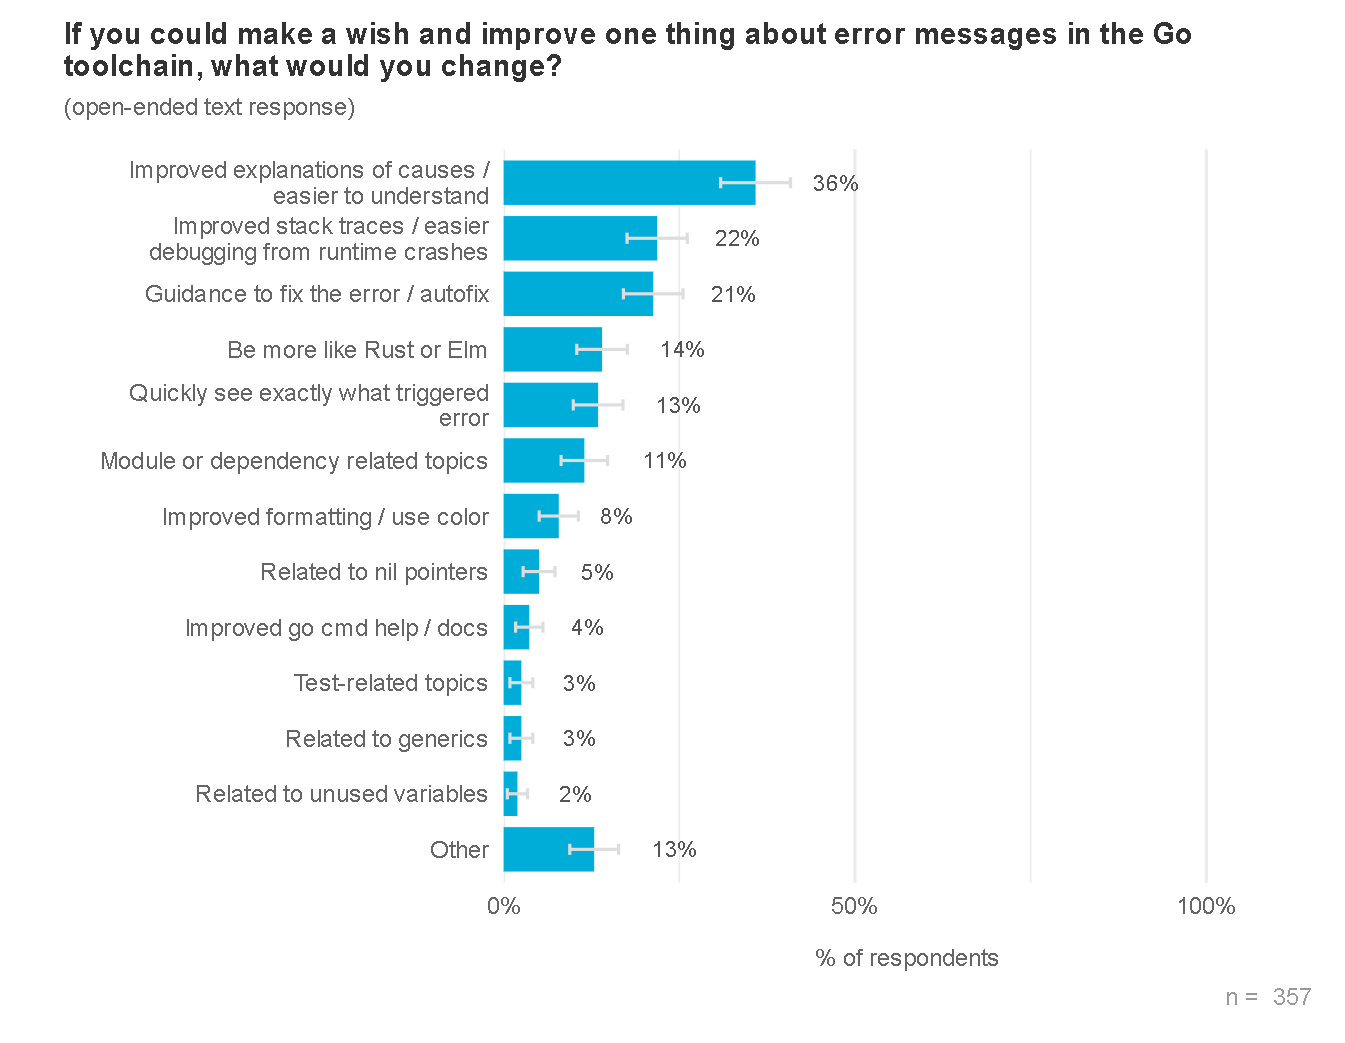 If you could make a wish and improve one thing about error messages in the Go
toolchain, what would you change?
(open-ended text response)
Improved explanations of causes /
easier to understand
36%
Improved stack traces / easier
debugging from runtime crashes
22%
Guidance to fix the error / autofix
21%
Be more like Rust or Elm
14%
Quickly see exactly what triggered
error
13%
Module or dependency related topics
11%
Improved formatting / use color
8%
Related to nil pointers
5%
Improved go cmd help / docs
4%
Test-related topics
3%
Related to generics
3%
Related to unused variables
2%
Other
13%
0%
50%
100%
% of respondents
n = 357